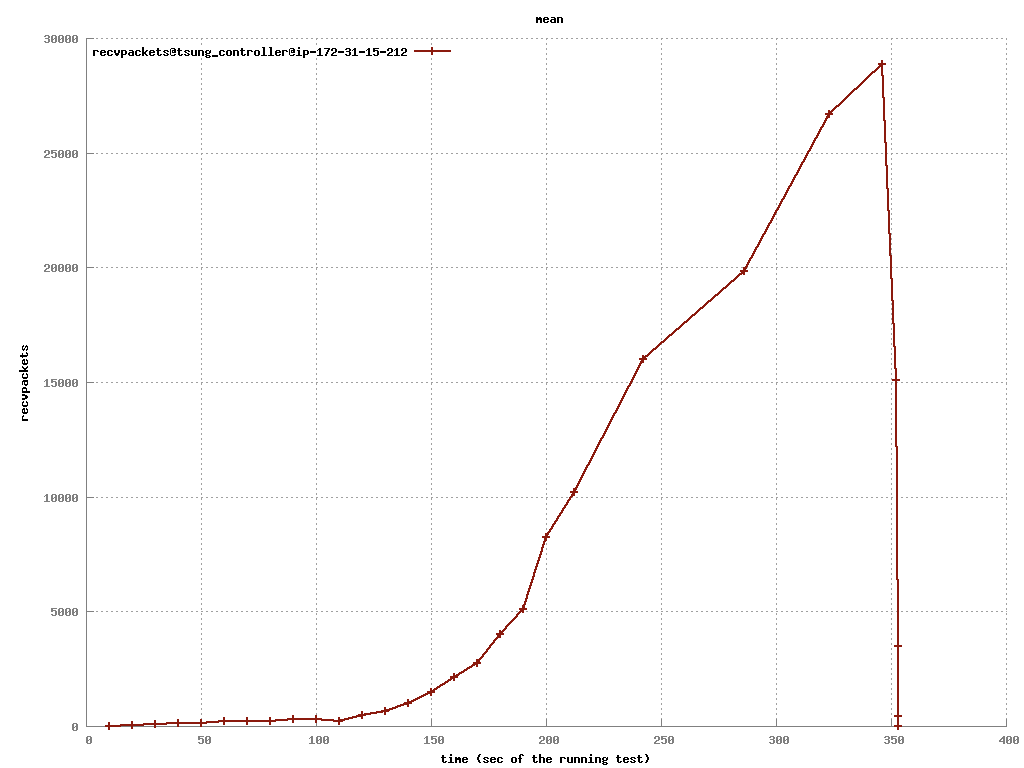 mean
30000
recvpackets@tsung_controller@ip-172-31-15-212
25000
20000
15000
10000
5000
0
recvpackets
0 50 100 150 200 250 300 350 400
time (sec of the running test)